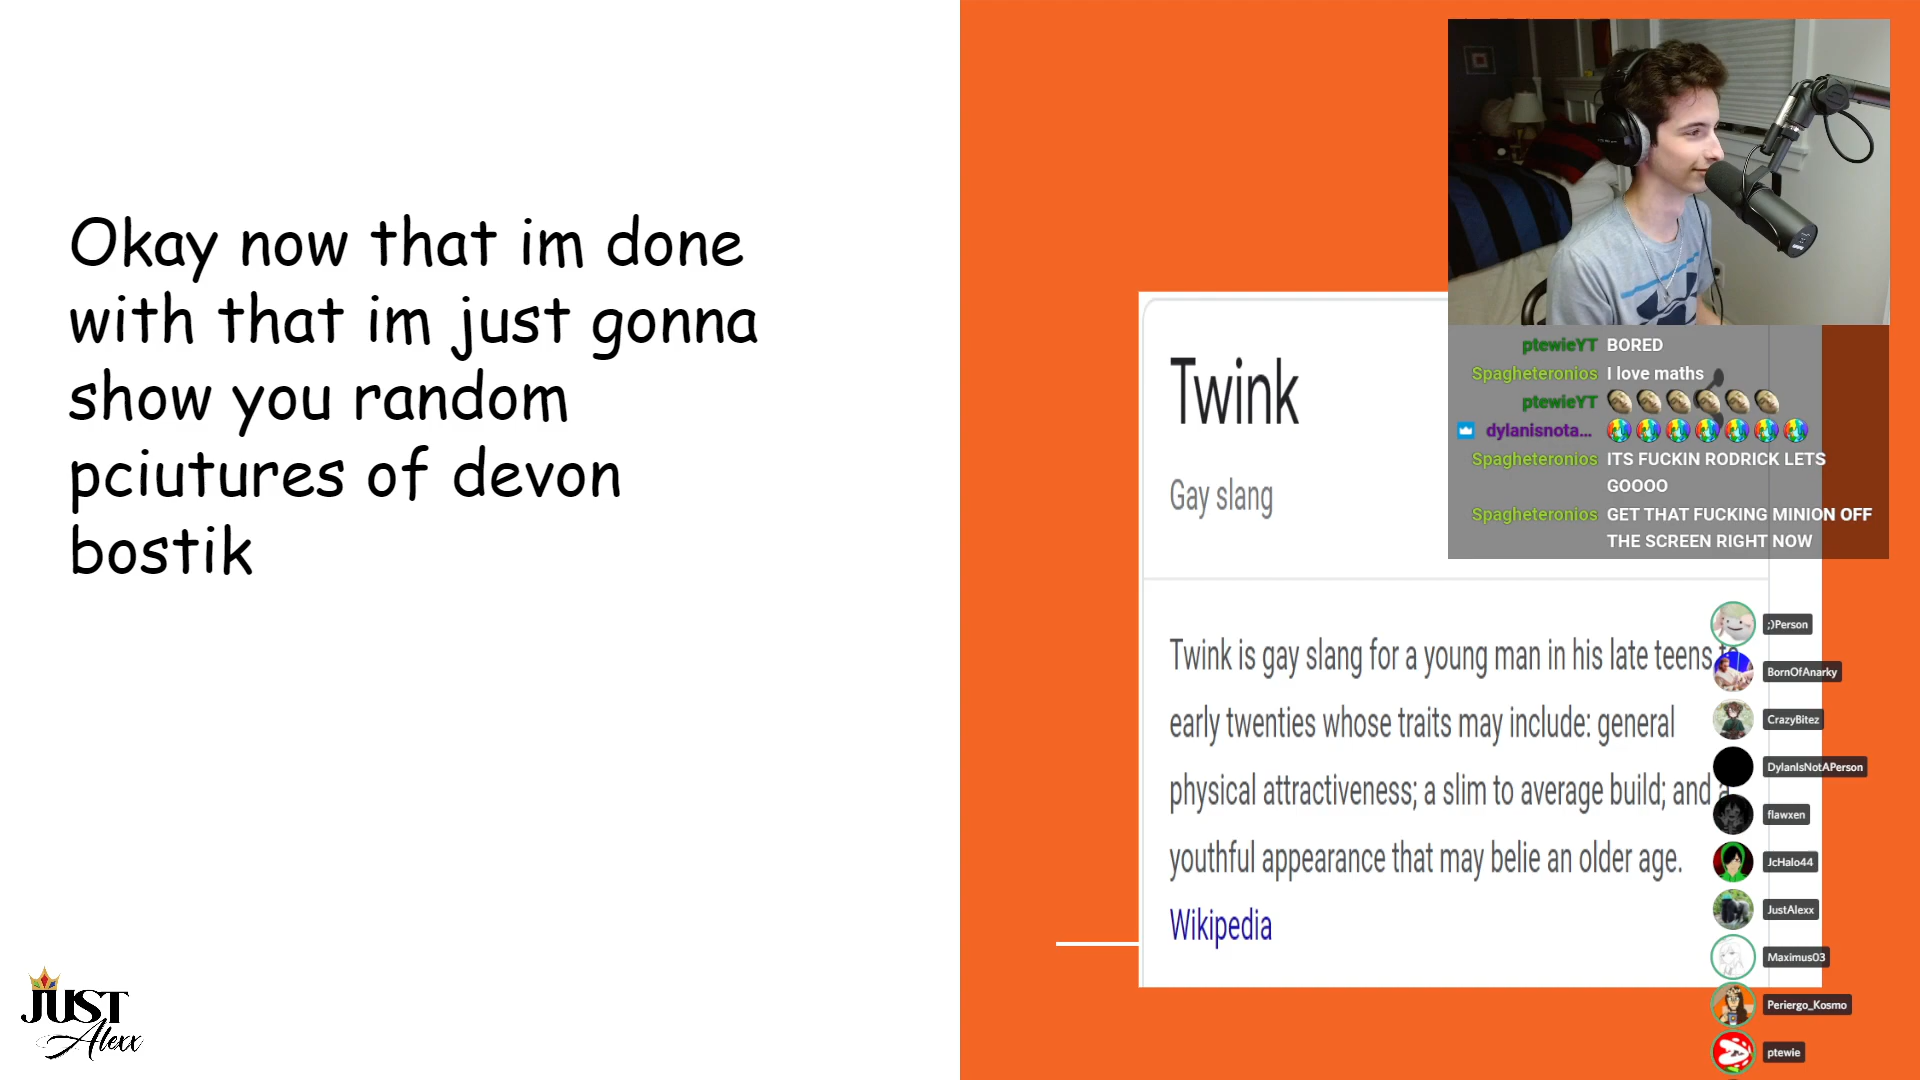 Okay now that im done
with that im just gonna
show you random
pciutures of devon
bostik
Twink
Gay slang
Twink is gay slang for a young man in his late teens to
early twenties whose traits may include: general
physical attractiveness; a slim to average build; and a
youthful appearance that may belie an older age.
Wikipedia
ptewieYT BORED
Spagheteronios I love maths
ptewieYT
dylanisnota...
Spagheteronios ITS FUCKIN RODRICK LETS
GOOOO
Spagheteronios GET THAT FUCKING MINION OFF
THE SCREEN RIGHT NOW
;)Person
BornOfAnarky
CrazyBitez
DylanIsNotAPerson
flawxen
JcHalo44
JustAlexx
Maximus03
Periergo_Kosmo
ptewie
JUST
Alexx